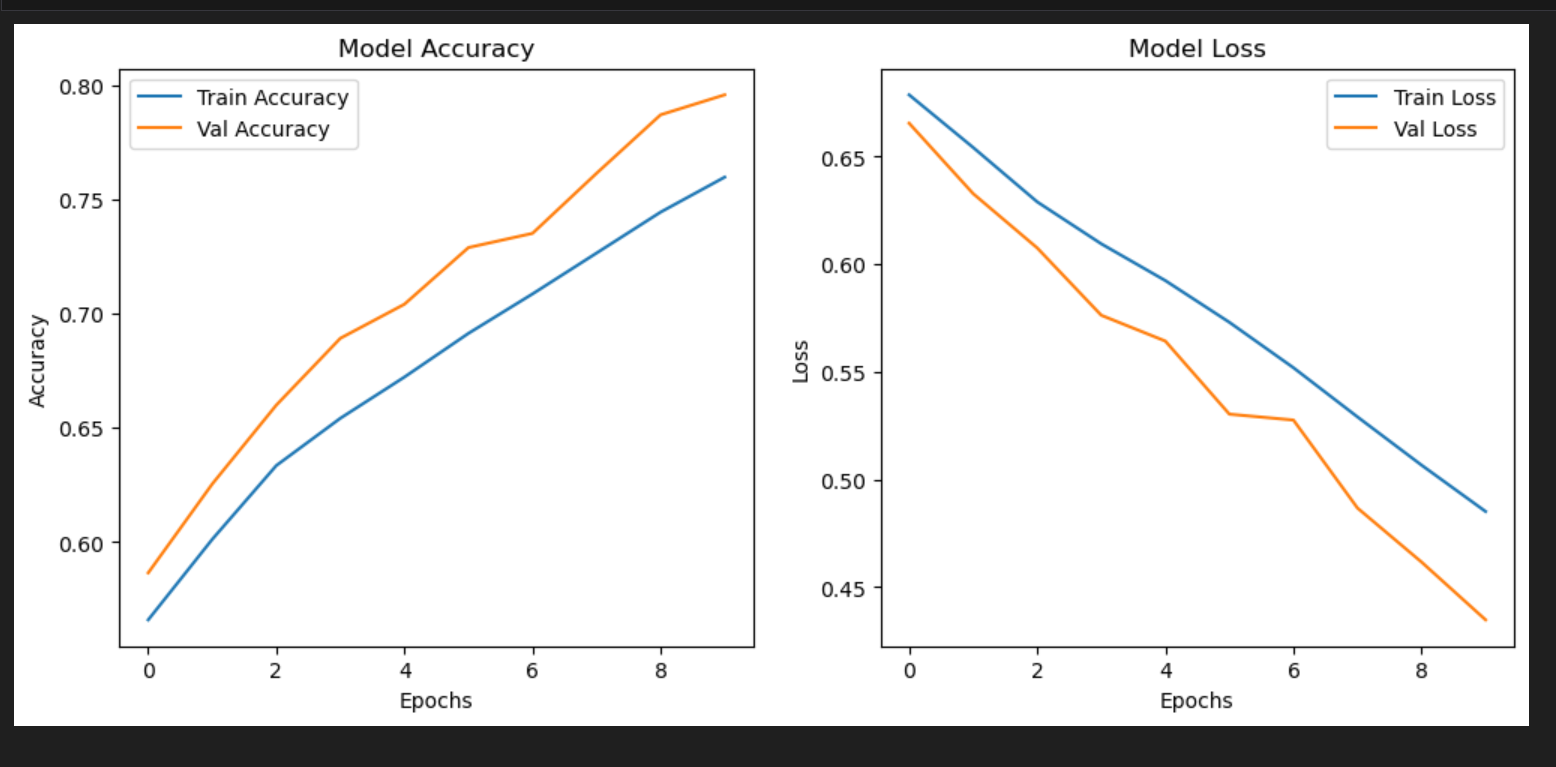 Model Accuracy
Train Accuracy
Val Accuracy
0.80
0.75
0.70
0.65
0.60
Accuracy
0 2 4 6 8
Epochs
Model Loss
Train Loss
Val Loss
0.65
0.60
0.55
0.50
0.45
Loss
0 2 4 6 8
Epochs